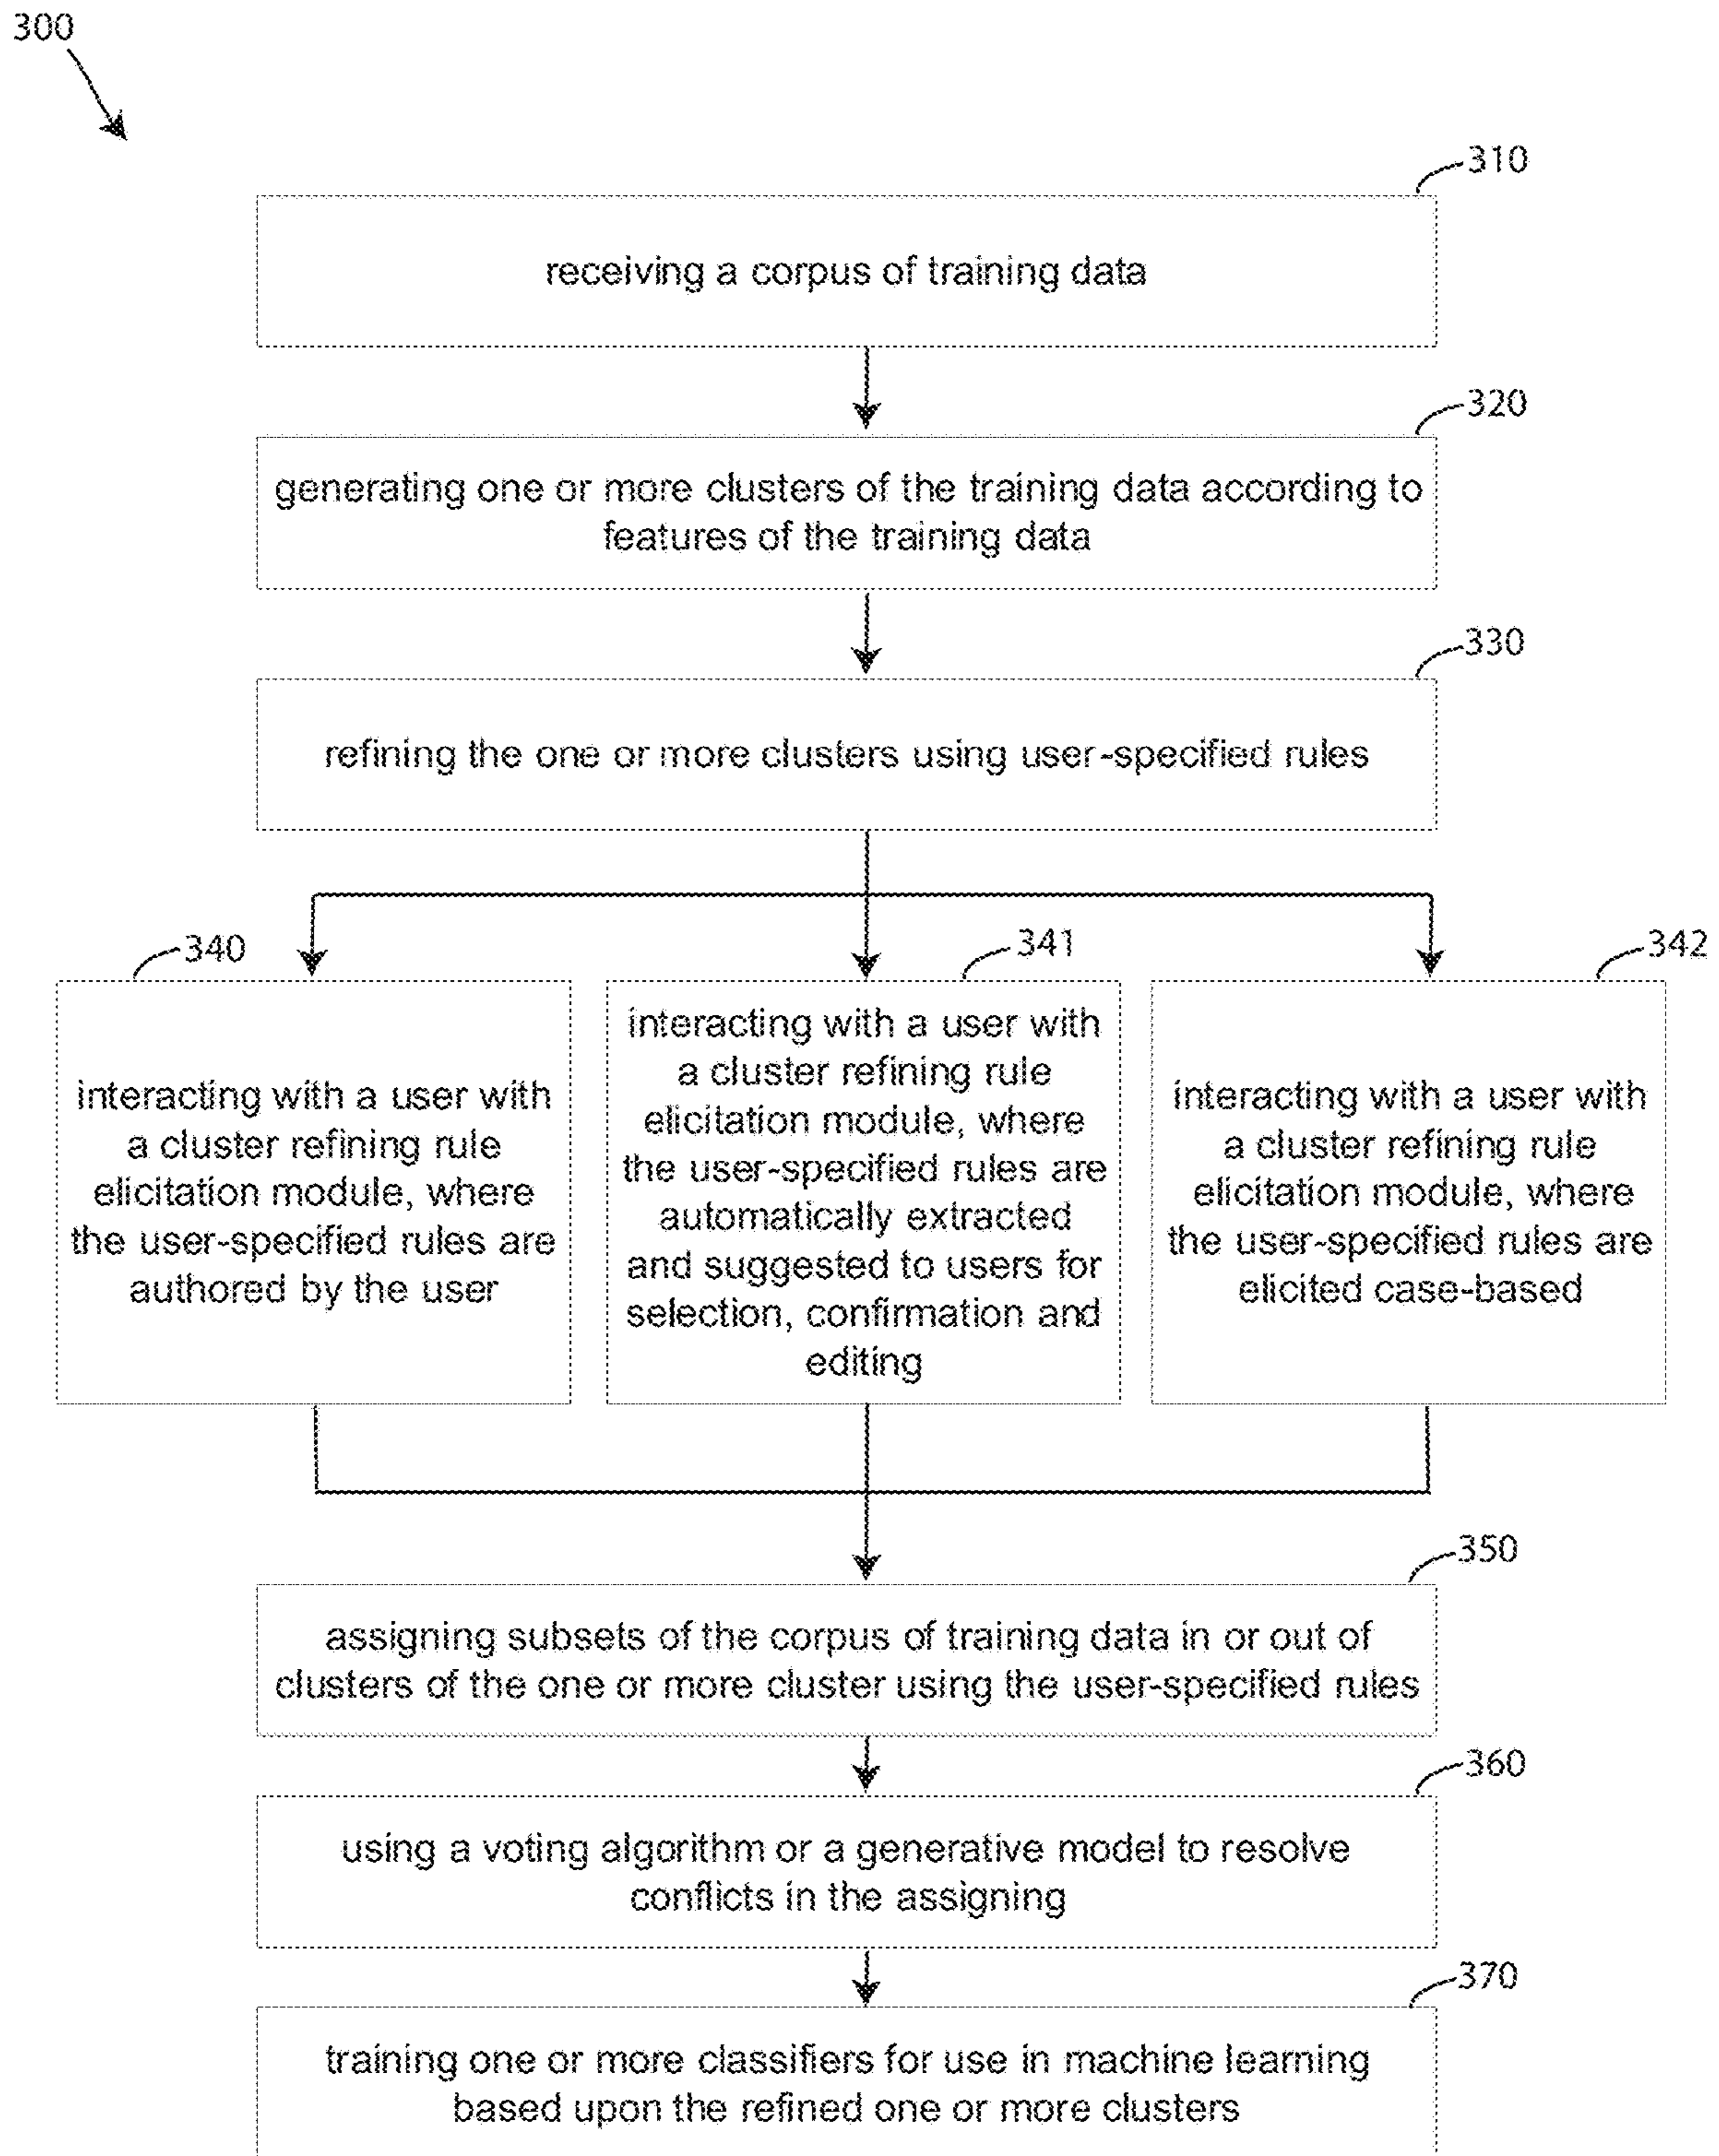 300
310
receiving a corpus of training data
320
generating one or more clusters of the training data according to
features of the training data
330
refining the one or more clusters using user-specified rules
340
interacting with a user with
a cluster refining rule
elicitation module, where
the user-specified rules are
authored by the user
341
interacting with a user with
a cluster refining rule
elicitation module, where
the user-specified rules are
automatically extracted
and suggested to users for
selection, confirmation and
editing
342
interacting with a user with
a cluster refining rule
elicitation module, where
the user-specified rules are
elicited case-based
350
assigning subsets of the corpus of training data in or out of
clusters of the one or more cluster using the user-specified rules
360
using a voting algorithm or a generative model to resolve
conflicts in the assigning
370
training one or more classifiers for use in machine learning
based upon the refined one or more clusters